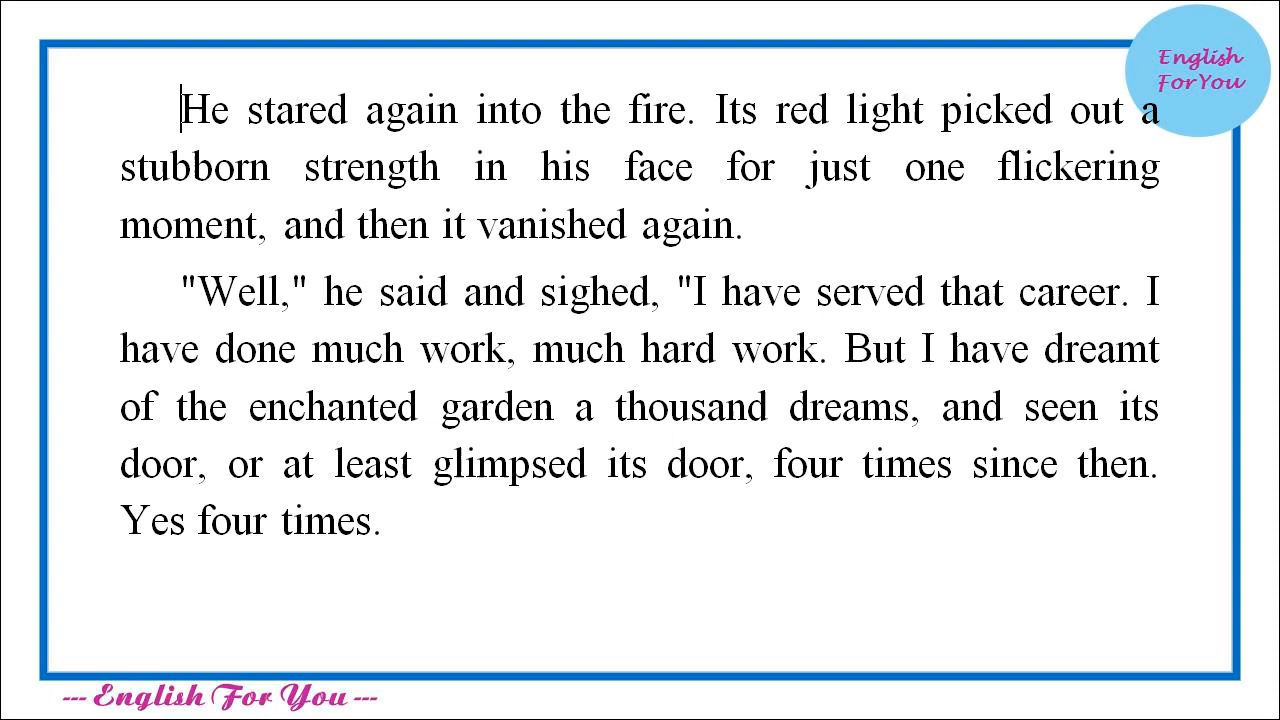 English
ForYou
He stared again into the fire. Its red light picked out a
stubborn strength in his face for just one flickering
moment, and then it vanished again.
"Well," he said and sighed, "I have served that career. I
have done much work, much hard work. But I have dreamt
of the enchanted garden a thousand dreams, and seen its
door, or at least glimpsed its door, four times since then.
Yes four times.
--- English For You ---